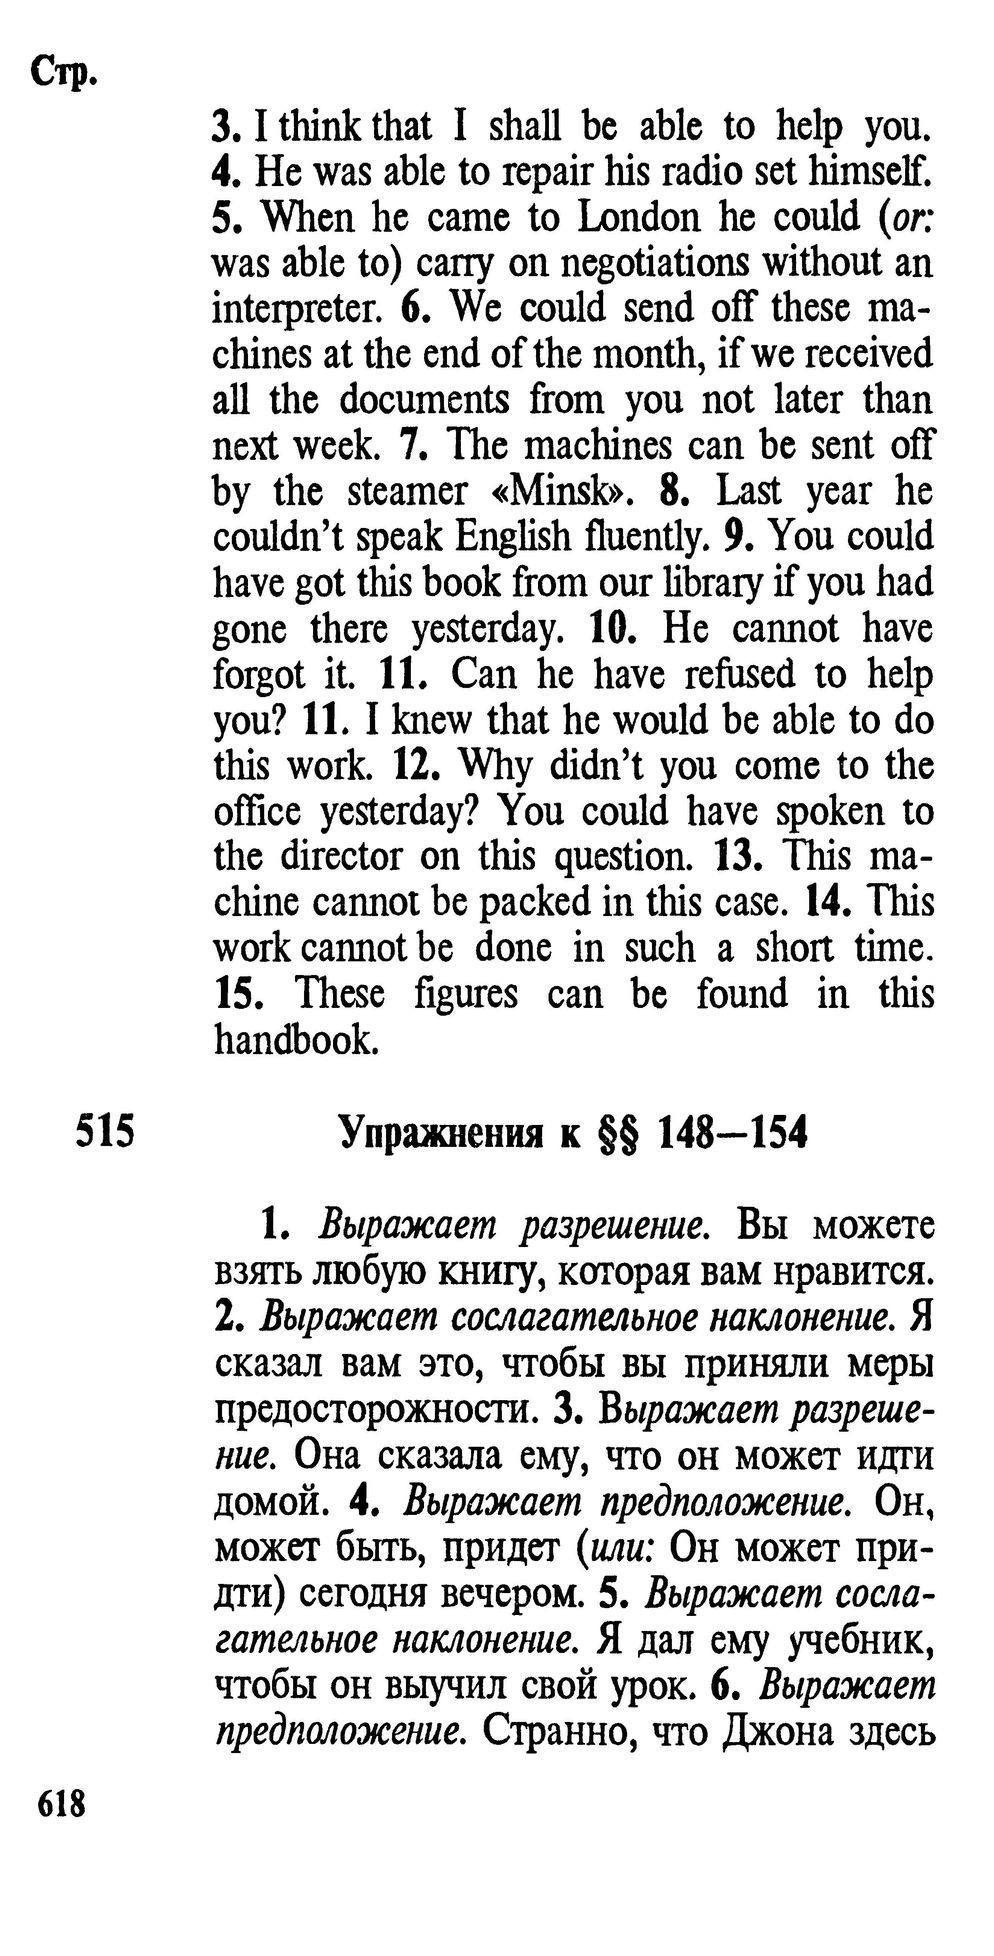 Стр.
3. I think that I shall be able to help you.
4. He was able to repair his radio set himself.
5. When he came to London he could (or:
was able to) carry on negotiations without an
interpreter. 6. We could send off these ma-
chines at the end of the month, if we received
all the documents from you not later than
next week. 7. The machines can be sent off
by the steamer «Minsk». 8. Last year he
couldn't speak English fluently. 9. You could
have got this book from our library if you had
gone there yesterday. 10. He cannot have
forgot it. 11. Can he have refused to help
you? 11. I knew that he would be able to do
this work. 12. Why didn't you come to the
office yesterday? You could have spoken to
the director on this question. 13. This ma-
chine cannot be packed in this case. 14. This
work cannot be done in such a short time.
15. These figures can be found in this
handbook.
515 Упражнения к §§ 148—154
1. Выражает разрешение. Вы можете
взять любую книгу, которая вам нравится.
2. Выражает сослагательное наклонение. Я
сказал вам это, чтобы вы приняли меры
предосторожности. 3. Выражает разреше-
ние. Она сказала ему, что он может идти
домой. 4. Выражает предположение. Он,
может быть, придет (или: Он может при-
дти) сегодня вечером. 5. Выражает сосла-
гательное наклонение. Я дал ему учебник,
чтобы он выучил свой урок. 6. Выражает
предположение. Странно, что Джона здесь
618